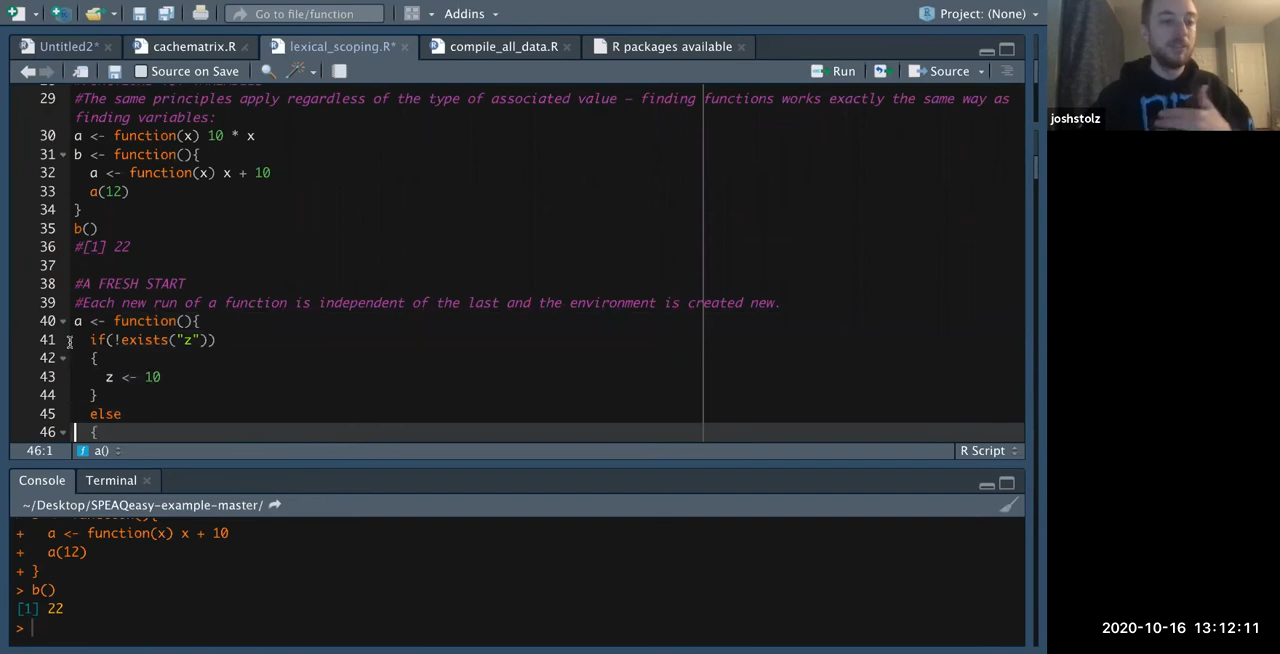 Go to file/function
Addins
Project: (None)
Untitled2*
cachematrix.R
lexical_scoping.R*
compile_all_data.R
R packages available
Source on Save
Run
Source
29 #The same principles apply regardless of the type of associated value – finding functions works exactly the same way as
finding variables:
30 a <- function(x) 10 * x
31 b <- function(){
32 a <- function(x) x + 10
33 a(12)
34 }
35 b()
36 #[1] 22
37
38 #A FRESH START
39 #Each new run of a function is independent of the last and the environment is created new.
40 a <- function(){
41 if(!exists("z"))
42 {
43 z <- 10
44 }
45 else
46 {
46:1
a()
R Script
Console
Terminal
~/Desktop/SPEAQeasy-example-master/
+ a <- function(x) x + 10
+ a(12)
+ }
> b()
[1] 22
>
joshstolz
2020-10-16 13:12:11